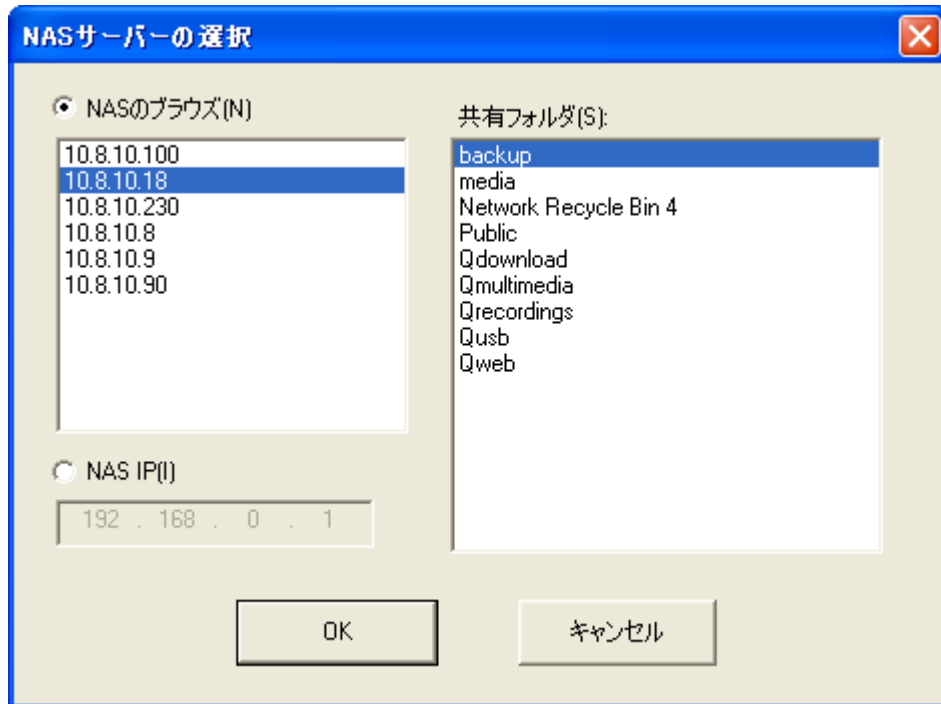 NASサーバーの選択
NASのブラウズ(N)
10.8.10.100
10.8.10.18
10.8.10.230
10.8.10.8
10.8.10.9
10.8.10.90
NAS IP(I)
192 . 168 . 0 . 1
共有フォルダ(S):
backup
media
Network Recycle Bin 4
Public
Qdownload
Qmultimedia
Qrecordings
Qusb
Qweb
OK
キャンセル